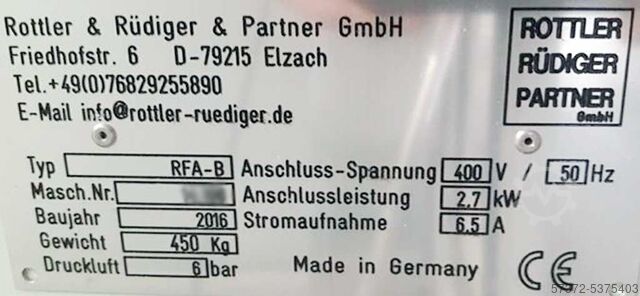 Rottler & Rüdiger & Partner GmbH
Friedhofstr. 6 D-79215 Elzach
Tel.+49(0)76829255890
E-Mail info@rottler-ruediger.de
ROTTLER
RÜDIGER
PARTNER
GmbH
Typ RFA-B Anschluss-Spannung 400 V / 50 Hz
Masch.Nr. Anschlussleistung 2.7 kW
Baujahr 2016 Stromaufnahme 6.5 A
Gewicht 450 Kg
Druckluft 6 bar Made in Germany CE
57372-5375403